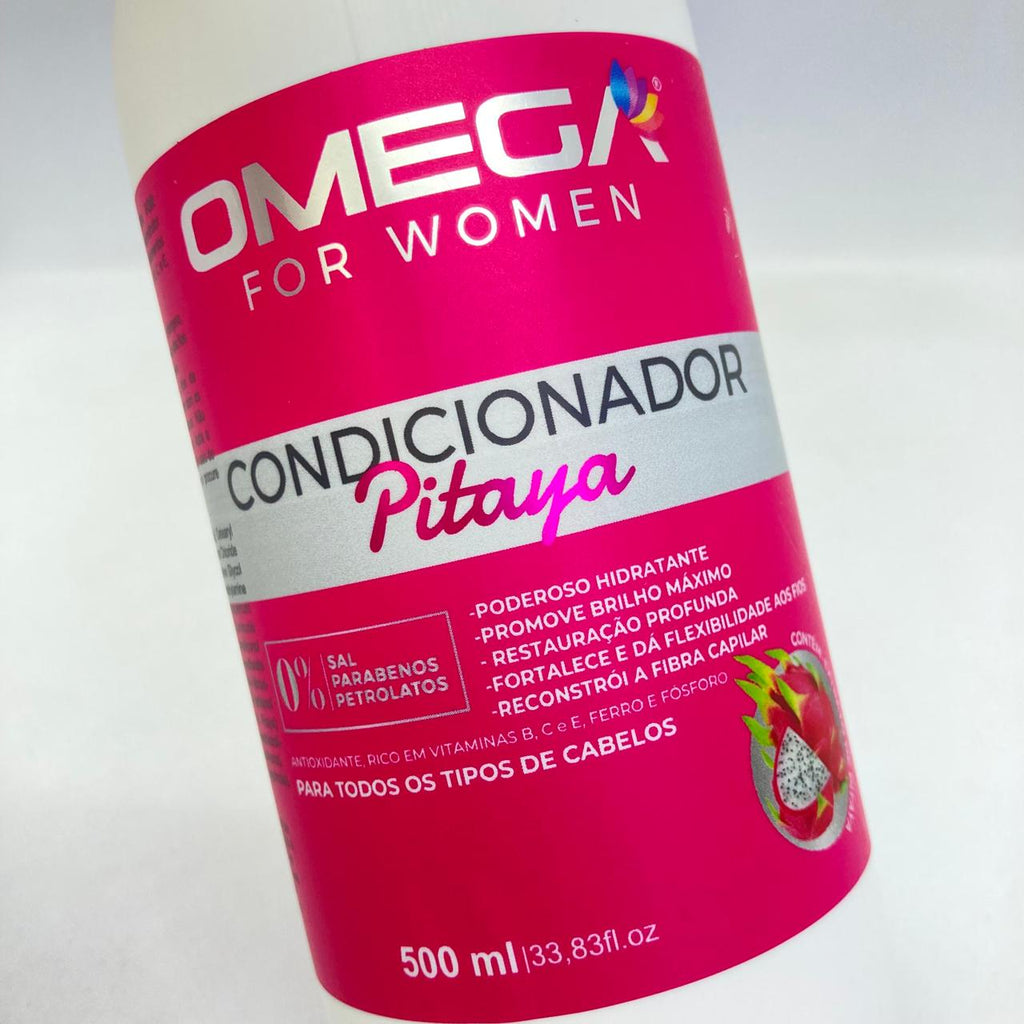 OMEGA
FOR WOMEN
CONDICIONADOR
Pitaya
-PODEROSO HIDRATANTE
-PROMOVE BRILHO MÁXIMO
- RESTAURAÇÃO PROFUNDA
-FORTALECE E DÁ FLEXIBILIDADE AOS FIOS
-RECONSTRÓI A FIBRA CAPILAR
0%
SAL
PARABENOS
PETROLATOS
ANTIOXIDANTE, RICO EM VITAMINAS B, C e E, FERRO E FÓSFORO
PARA TODOS OS TIPOS DE CABELOS
500 ml|33,83fl.oz